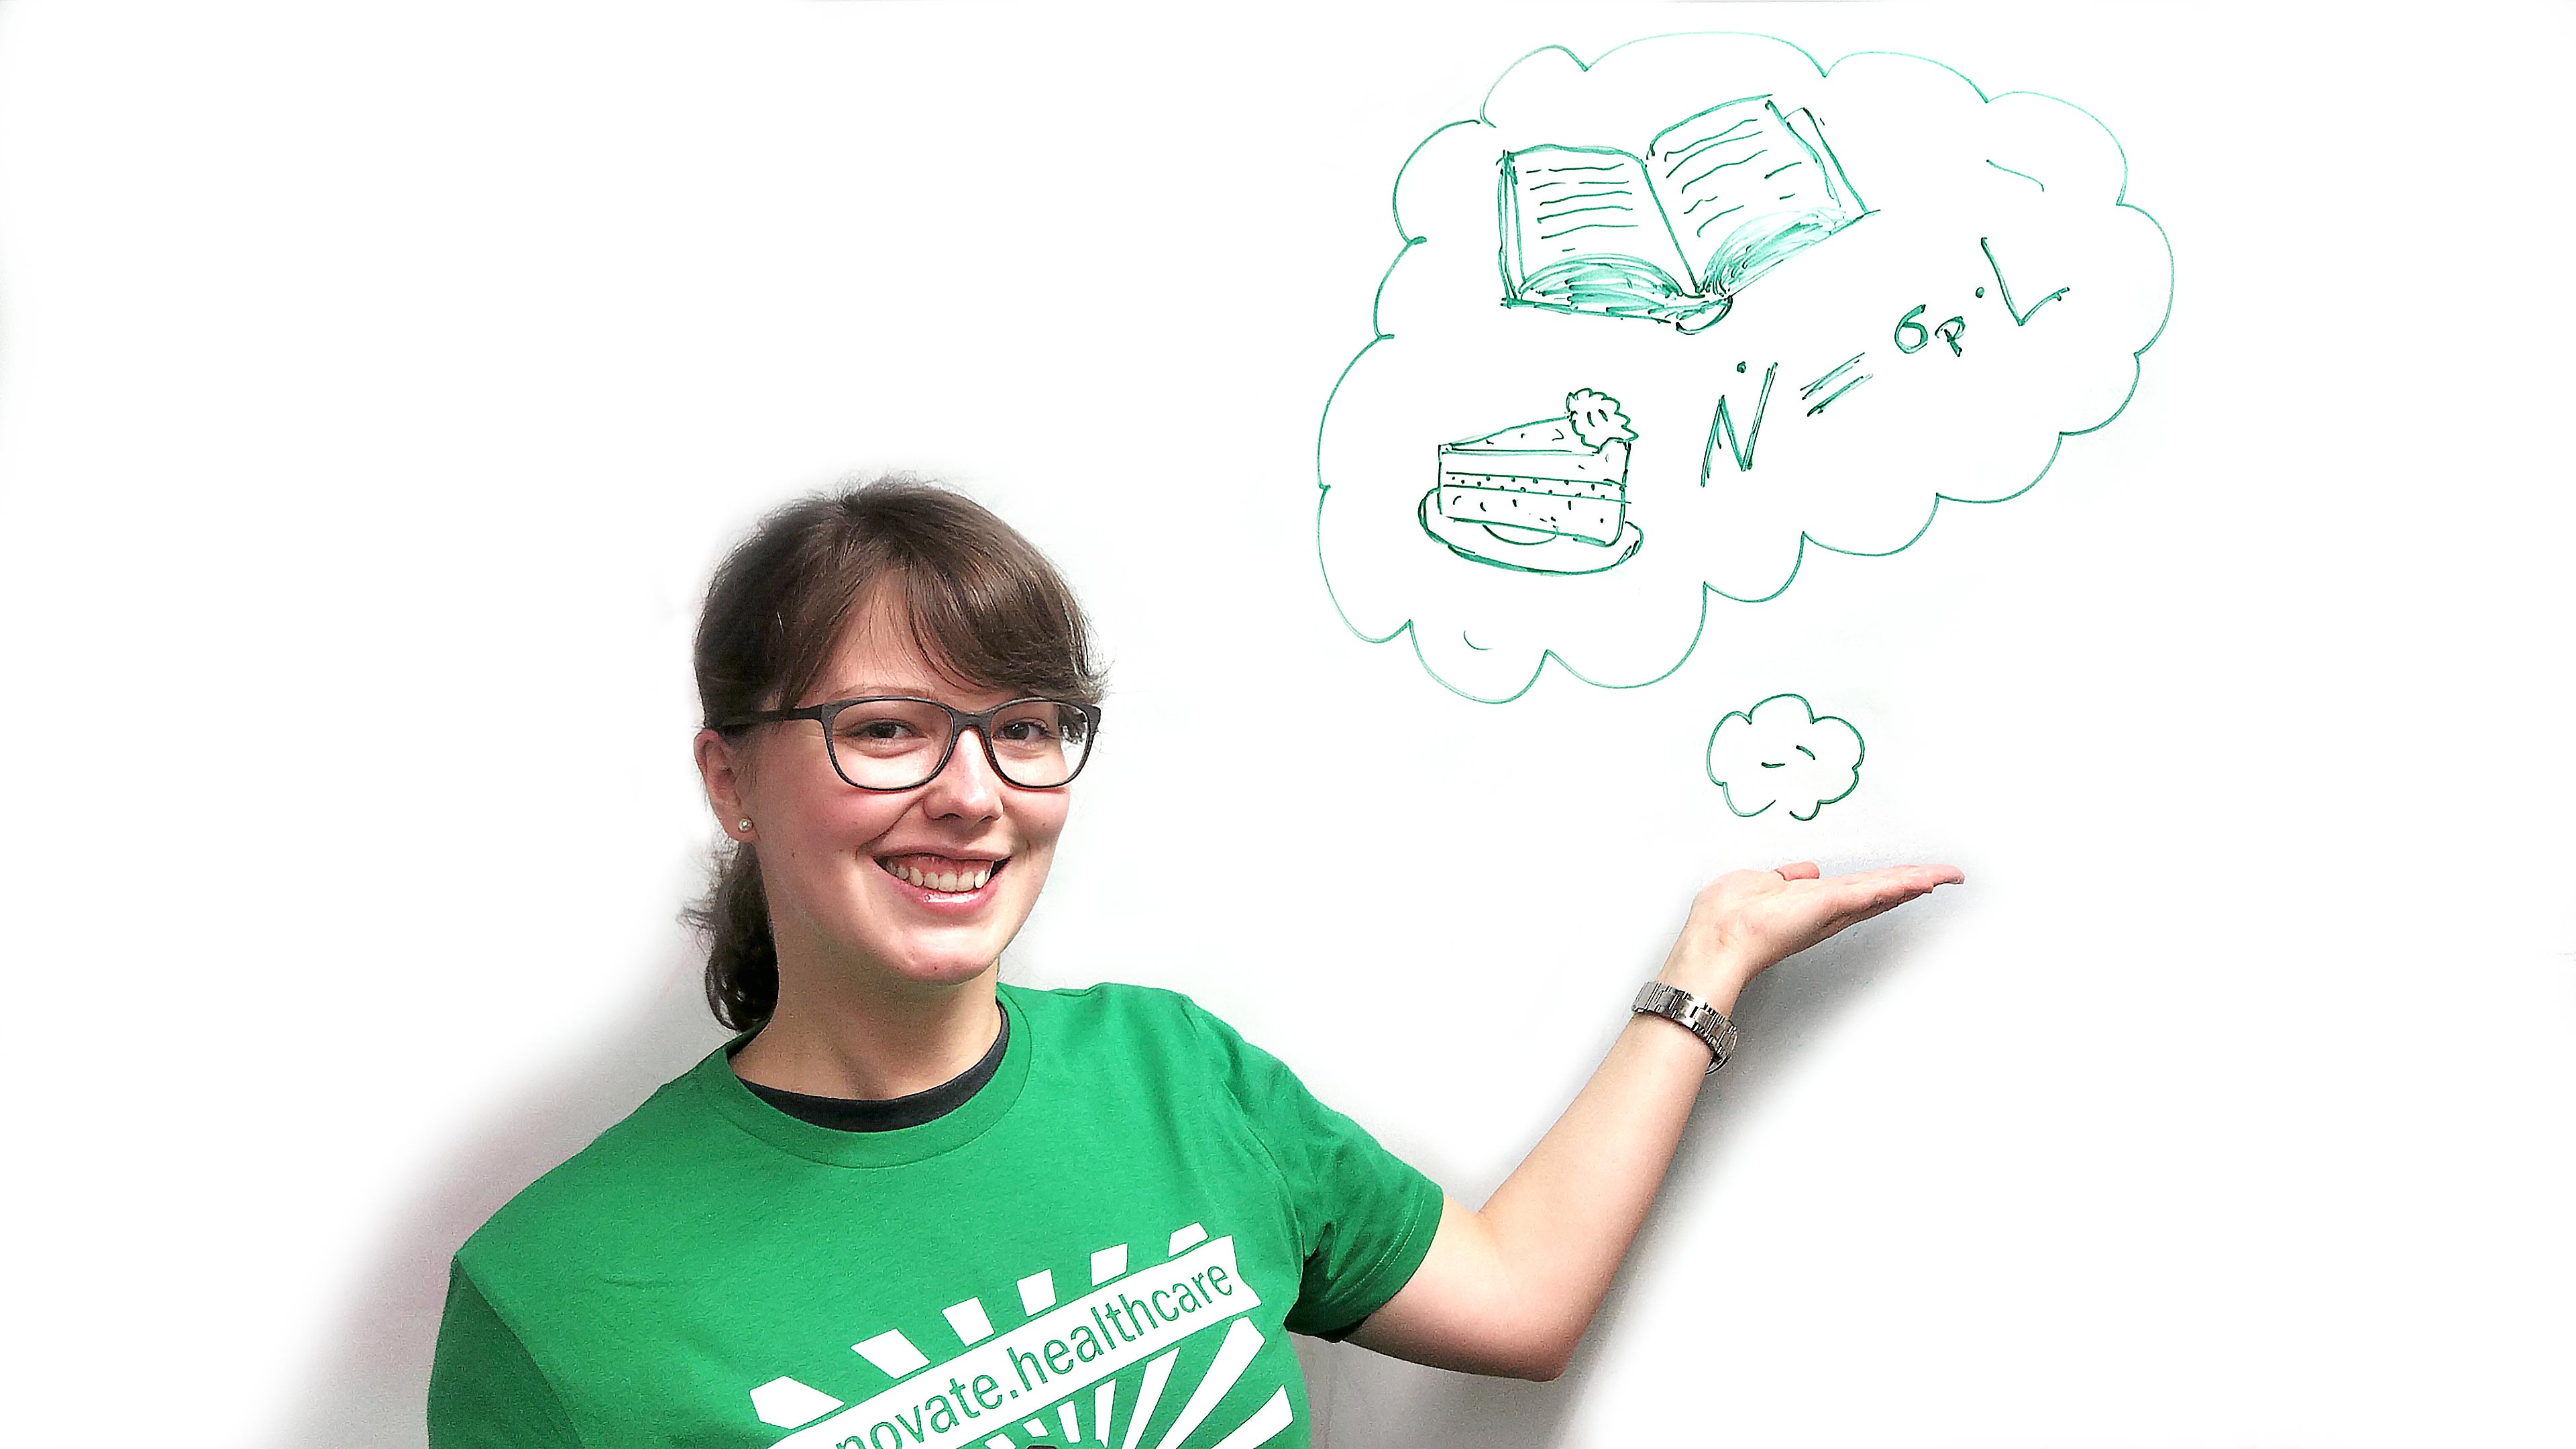 Ṅ = σp · L
novate.healthcare